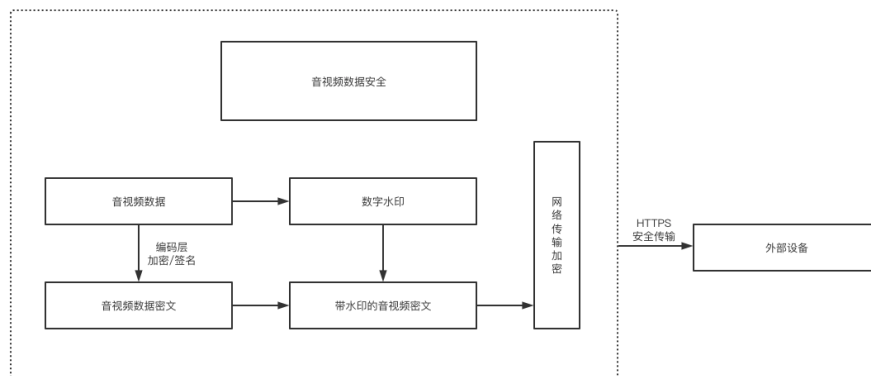 音视频数据安全
音视频数据
数字水印
编码层
加密/签名
音视频数据密文
带水印的音视频密文
网
络
传
输
加
密
HTTPS
安全传输
外部设备